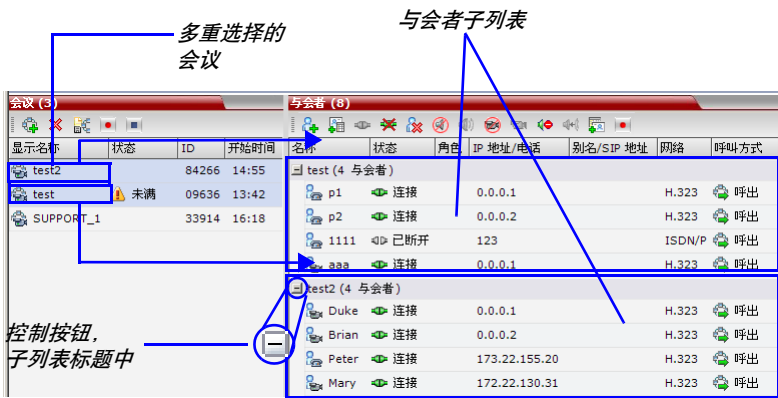 多重选择的
会议
与会者子列表
会议 (3)
与会者 (8)
显示名称 状态 ID 开始时间
名称 状态 角色 IP 地址/电话 别名/SIP 地址 网络 呼叫方式
test2 84266 14:55
test 未满 09636 13:42
SUPPORT_1 33914 16:18
test (4 与会者)
p1 连接 0.0.0.1 H.323 呼出
p2 连接 0.0.0.2 H.323 呼出
1111 已断开 123 ISDN/P 呼出
aaa 连接 0.0.0.1 H.323 呼出
test2 (4 与会者)
Duke 连接 0.0.0.1 H.323 呼出
Brian 连接 0.0.0.2 H.323 呼出
Peter 连接 173.22.155.20 H.323 呼出
Mary 连接 172.22.130.31 H.323 呼出
控制按钮,
子列表标题中